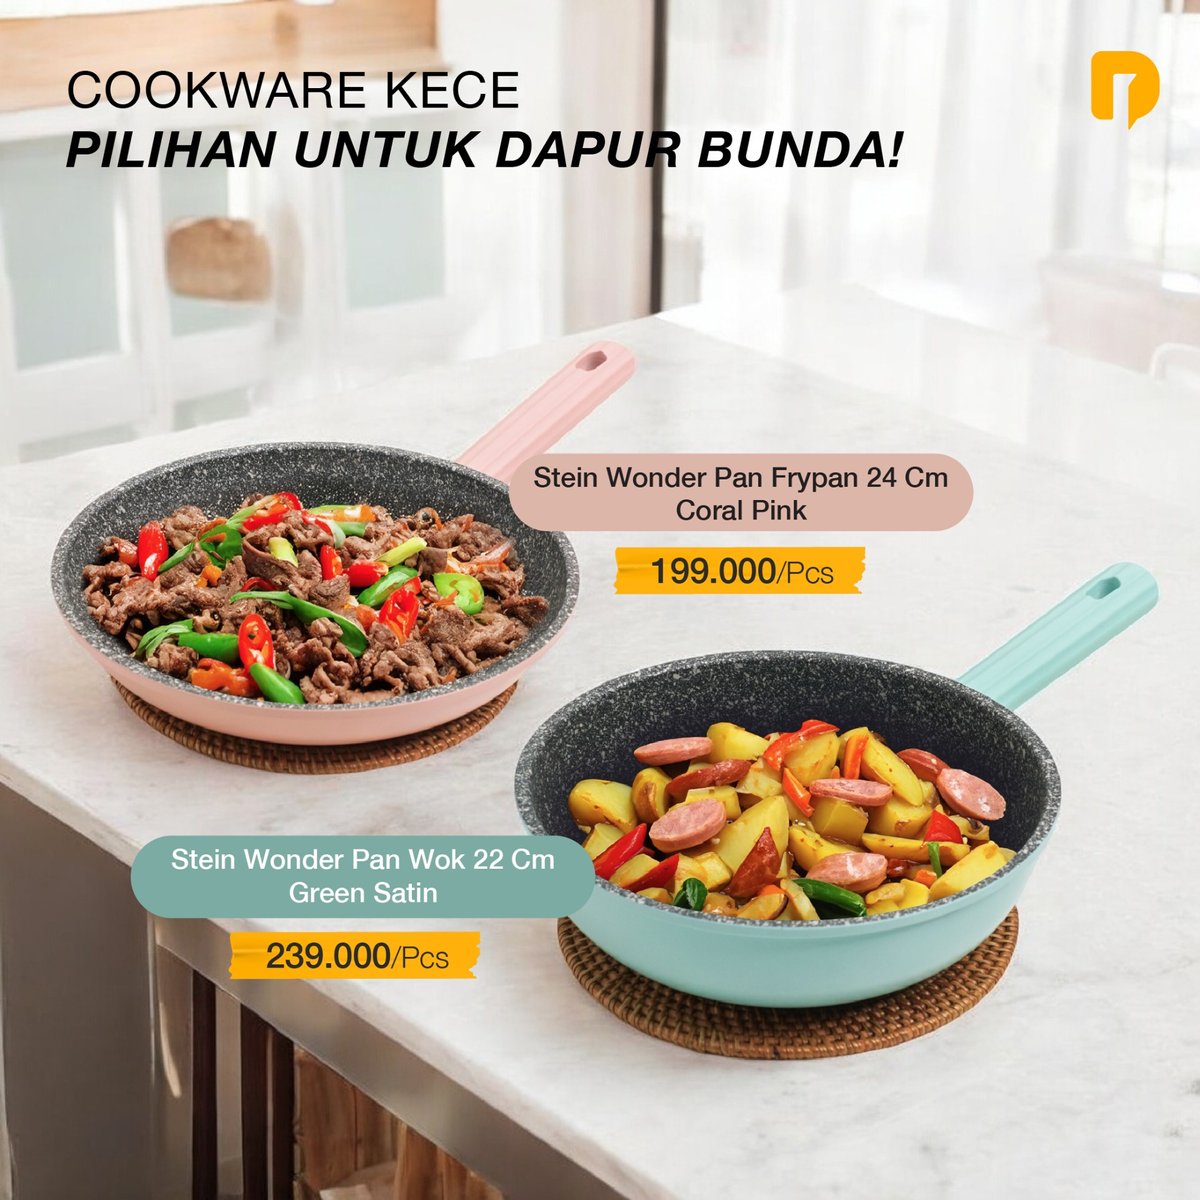 COOKWARE KECE
PILIHAN UNTUK DAPUR BUNDA!
Stein Wonder Pan Frypan 24 Cm
Coral Pink
199.000/Pcs
Stein Wonder Pan Wok 22 Cm
Green Satin
239.000/Pcs